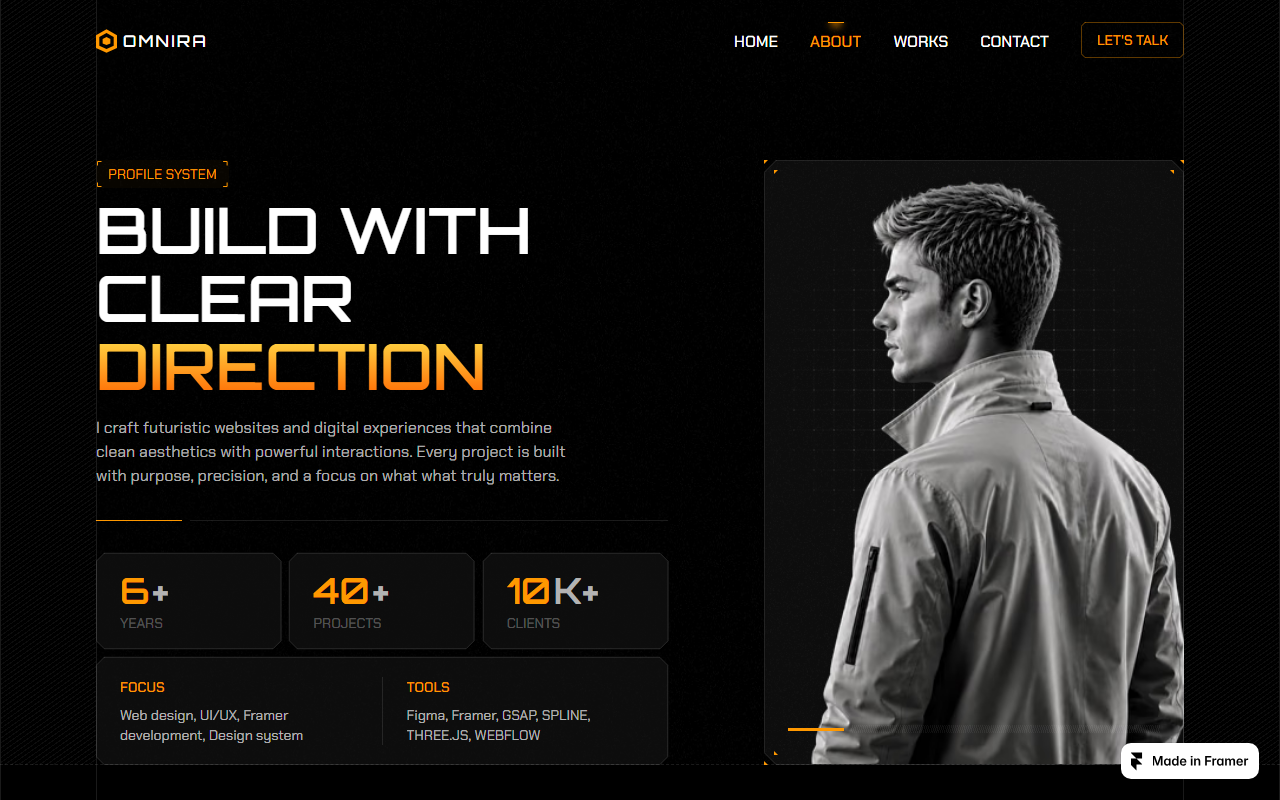 OMNIRA
HOME
ABOUT
WORKS
CONTACT
LET'S TALK
PROFILE SYSTEM
BUILD WITH
CLEAR
DIRECTION
I craft futuristic websites and digital experiences that combine
clean aesthetics with powerful interactions. Every project is built
with purpose, precision, and a focus on what what truly matters.
6+
YEARS
40+
PROJECTS
10K+
CLIENTS
FOCUS
Web design, UI/UX, Framer
development, Design system
TOOLS
Figma, Framer, GSAP, SPLINE,
THREE.JS, WEBFLOW
Made in Framer